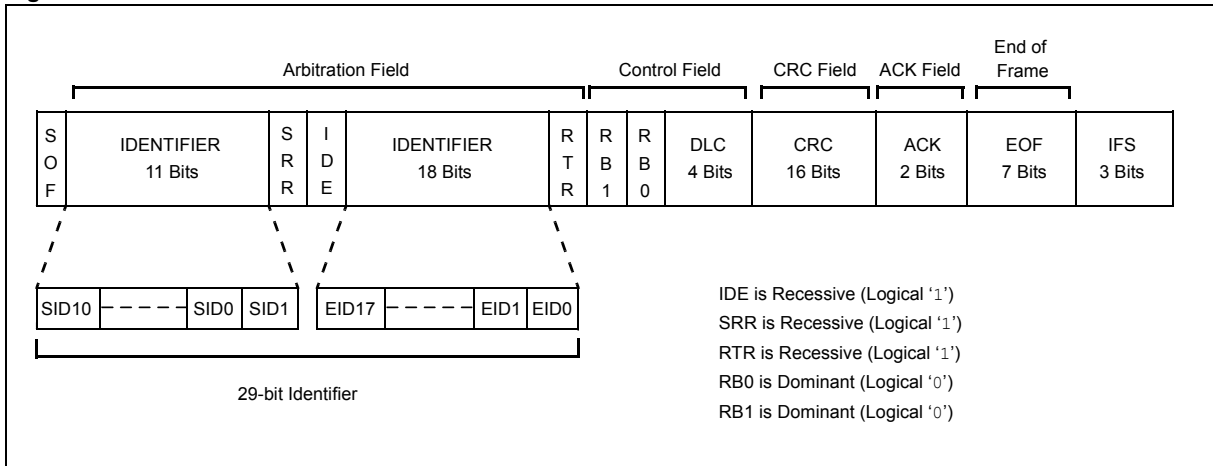 End of
Arbitration Field Control Field CRC Field ACK Field Frame
S O F
IDENTIFIER
11 Bits
S R R
I D E
IDENTIFIER
18 Bits
R T R
R B 1
R B 0
DLC
4 Bits
CRC
16 Bits
ACK
2 Bits
EOF
7 Bits
IFS
3 Bits
SID10 SID0 SID1 EID17 EID1 EID0
29-bit Identifier
IDE is Recessive (Logical ‘1’)
SRR is Recessive (Logical ‘1’)
RTR is Recessive (Logical ‘1’)
RB0 is Dominant (Logical ‘0’)
RB1 is Dominant (Logical ‘0’)